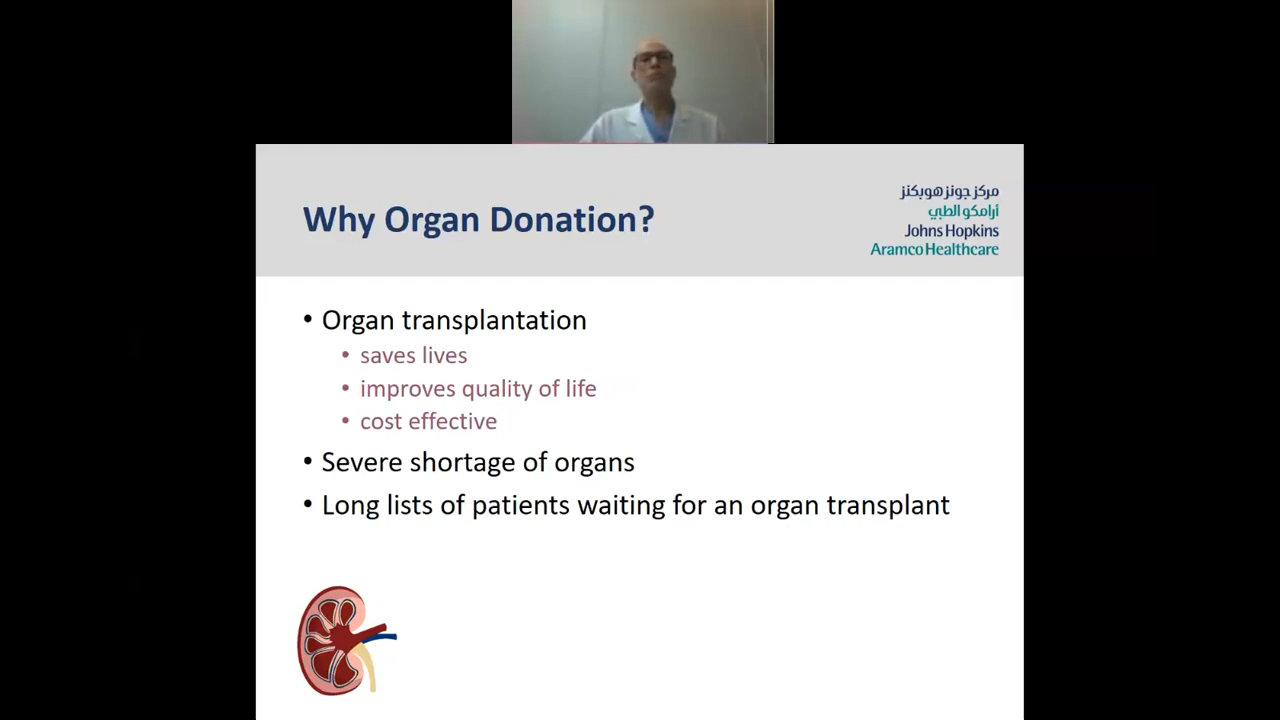 Why Organ Donation?
مركز جونز هوبكنز
أرامكو الطبي
Johns Hopkins
Aramco Healthcare
• Organ transplantation
• saves lives
• improves quality of life
• cost effective
• Severe shortage of organs
• Long lists of patients waiting for an organ transplant